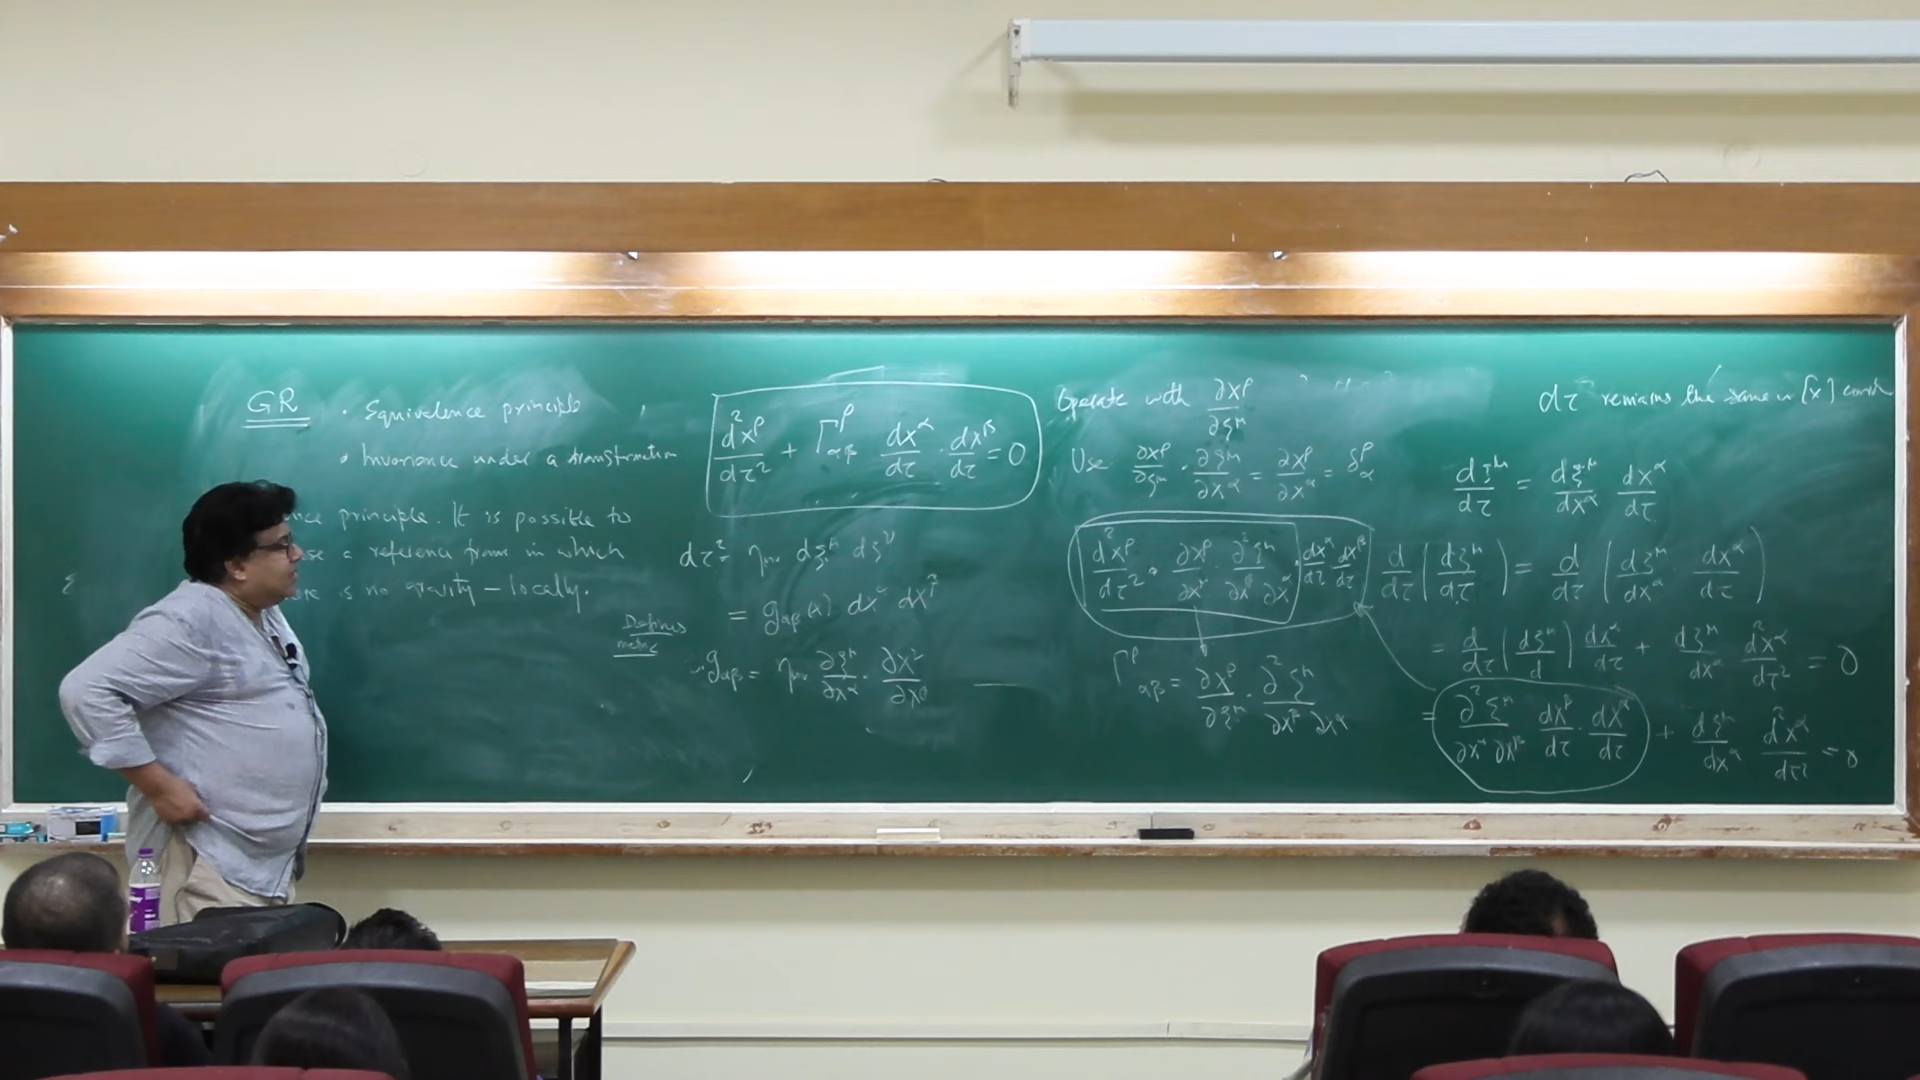 GR • Equivalence principle
• Invariance under a transformation
principle. It is possible to
a reference frame in which
is no gravity – locally.
d²x^ρ/dτ² + Γ^ρ_αβ dx^α/dτ · dx^β/dτ = 0
dτ² = η_μν dξ^μ dξ^ν
= g_αβ(x) dx^α dx^β
Defines
metric
g_αβ = η_μν ∂ξ^μ/∂x^α · ∂x^ν/∂x^β
Operate with ∂x^ρ/∂ξ^μ
Use ∂x^ρ/∂ξ^μ · ∂ξ^μ/∂x^α = ∂x^ρ/∂x^α = δ^ρ_α
d²x^ρ/dτ² · ∂x^ρ/∂x^α · ∂²ξ^μ/∂x^β ∂x^α · dx^α/dτ dx^β/dτ
Γ^ρ_αβ = ∂x^ρ/∂ξ^μ · ∂²ξ^μ/∂x^β ∂x^α
dτ remains the same in [x]
dξ^μ/dτ = dξ^μ/dx^α dx^α/dτ
d/dτ (dξ^μ/dτ) = d/dτ (dξ^μ/dx^α · dx^α/dτ)
= d/dτ (dξ^μ/d) dx^α/dτ + dξ^μ/dx^α d²x^α/dτ² = 0
= ∂²ξ^μ/∂x^α ∂x^β dx^β/dτ · dx^α/dτ + dξ^μ/dx^α d²x^α/dτ² = 0